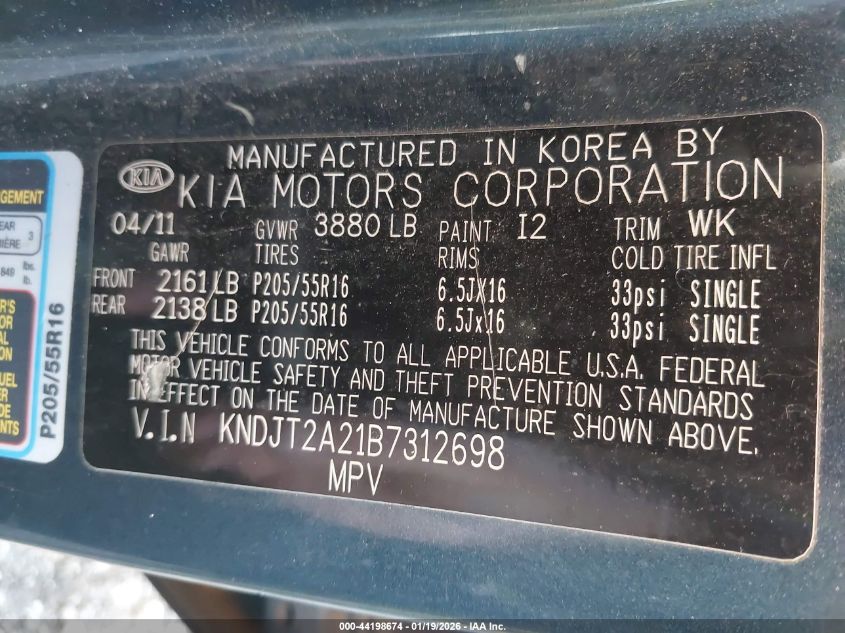 MANUFACTURED IN KOREA BY
KIA KIA MOTORS CORPORATION
04/11 GVWR 3880 LB PAINT I2 TRIM WK
GAWR TIRES RIMS COLD TIRE INFL
FRONT 2161 LB P205/55R16 6.5JX16 33psi SINGLE
REAR 2138 LB P205/55R16 6.5Jx16 33psi SINGLE
THIS VEHICLE CONFORMS TO ALL APPLICABLE U.S.A. FEDERAL
MOTOR VEHICLE SAFETY AND THEFT PREVENTION STANDARDS
IN EFFECT ON THE DATE OF MANUFACTURE SHOWN ABOVE.
V.I.N KNDJT2A21B7312698
MPV
3
849 lbs.
P205/55R16
000-44198674 - 01/19/2026 - IAA Inc.